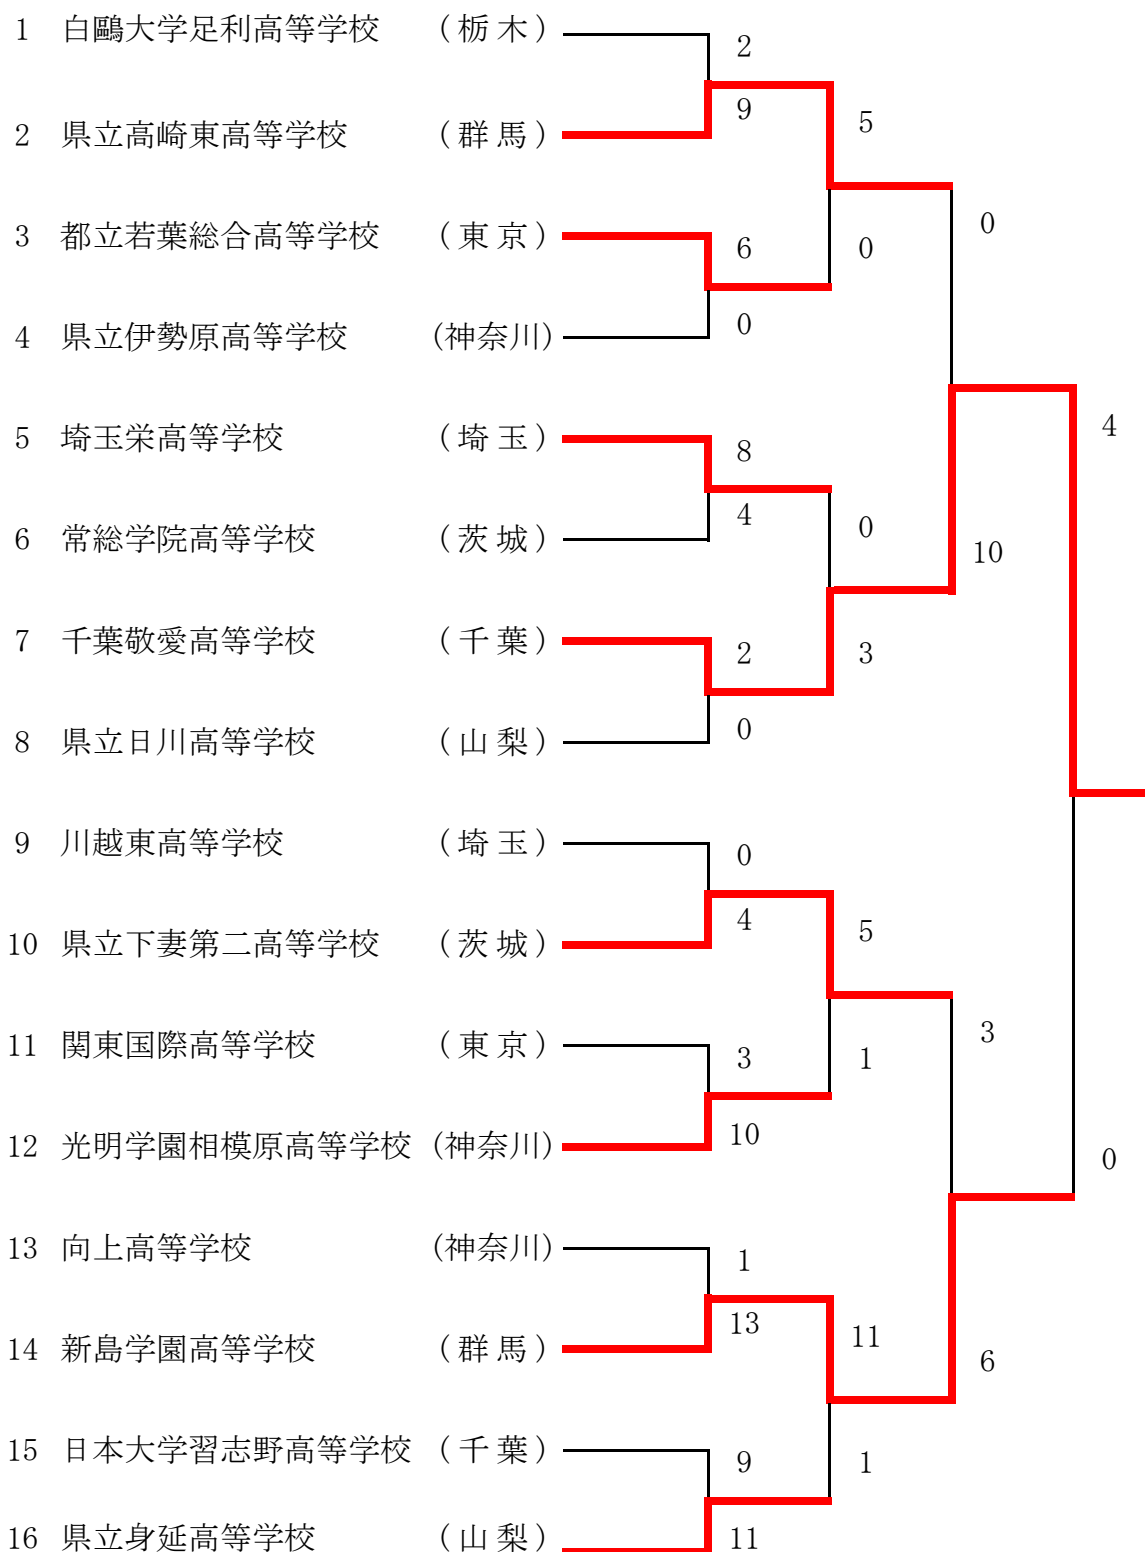 1 白鷗大学足利高等学校 (栃木) 2
2 県立高崎東高等学校 (群馬) 9 5
3 都立若葉総合高等学校 (東京) 6 0 0
4 県立伊勢原高等学校 (神奈川) 0
5 埼玉栄高等学校 (埼玉) 8 4
6 常総学院高等学校 (茨城) 4 0 10
7 千葉敬愛高等学校 (千葉) 2 3
8 県立日川高等学校 (山梨) 0
9 川越東高等学校 (埼玉) 0
10 県立下妻第二高等学校 (茨城) 4 5
11 関東国際高等学校 (東京) 3 1 3
12 光明学園相模原高等学校 (神奈川) 10 0
13 向上高等学校 (神奈川) 1
14 新島学園高等学校 (群馬) 13 11 6
15 日本大学習志野高等学校 (千葉) 9 1
16 県立身延高等学校 (山梨) 11